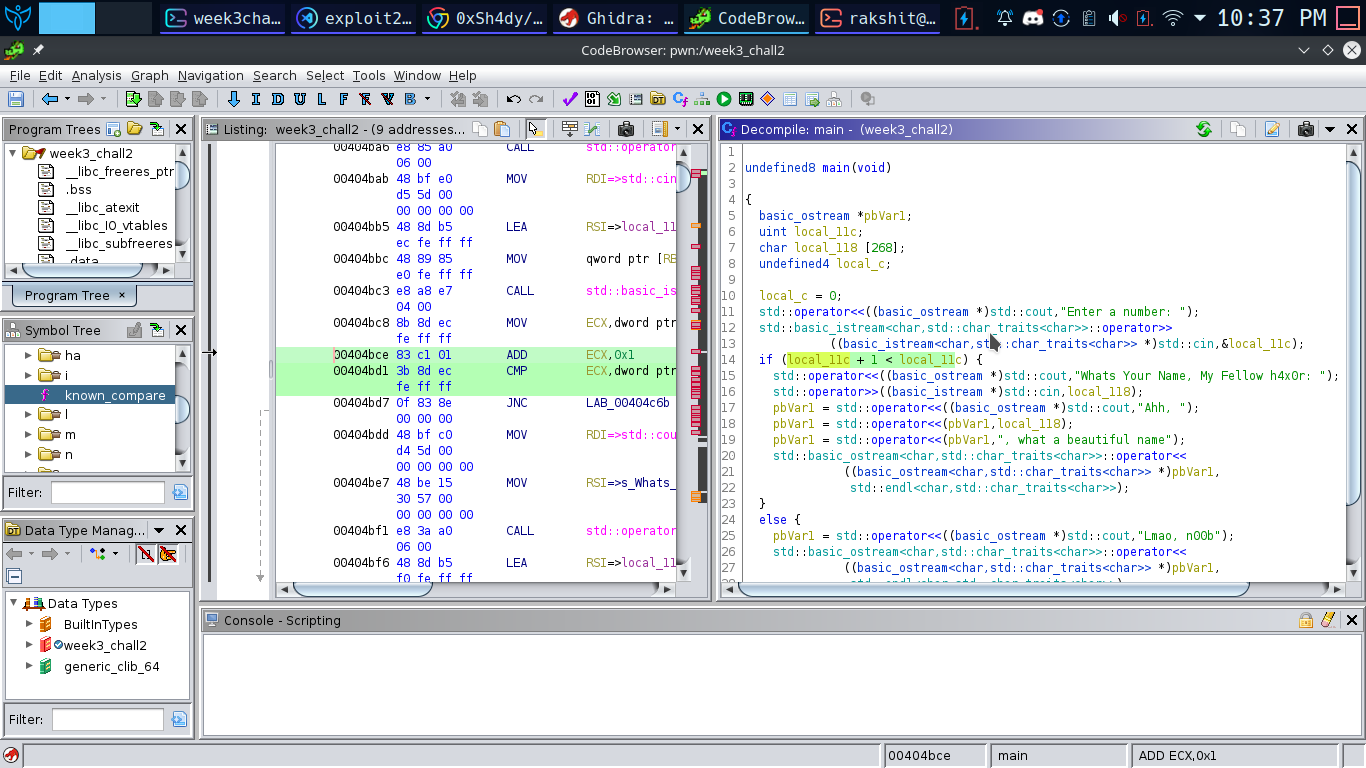 week3cha...
exploit2...
0xSh4dy/...
Ghidra: ...
CodeBrow...
rakshit@...
10:37 PM
CodeBrowser: pwn:/week3_chall2
File Edit Analysis Graph Navigation Search Select Tools Window Help
I D U L F B
Program Trees
week3_chall2
__libc_freeres_ptr
.bss
__libc_atexit
__libc_IO_vtables
__libc_subfreeres
.data
Program Tree ×
Symbol Tree
ha
i
known_compare
l
m
n
Filter:
Data Type Manag...
Data Types
BuiltInTypes
week3_chall2
generic_clib_64
Filter:
Listing: week3_chall2 - (9 addresses...
00404ba6 e8 85 a0 CALL std::operator
06 00
00404bab 48 bf e0 MOV RDI=>std::cin
d5 5d 00
00 00 00 00
00404bb5 48 8d b5 LEA RSI=>local_11
ec fe ff ff
00404bbc 48 89 85 MOV qword ptr [RE
e0 fe ff ff
00404bc3 e8 a8 e7 CALL std::basic_is
04 00
00404bc8 8b 8d ec MOV ECX,dword ptr
fe ff ff
00404bce 83 c1 01 ADD ECX,0x1
00404bd1 3b 8d ec CMP ECX,dword ptr
fe ff ff
00404bd7 0f 83 8e JNC LAB_00404c6b
00 00 00
00404bdd 48 bf c0 MOV RDI=>std::cou
d4 5d 00
00 00 00 00
00404be7 48 be 15 MOV RSI=>s_Whats_
30 57 00
00 00 00 00
00404bf1 e8 3a a0 CALL std::operator
06 00
00404bf6 48 8d b5 LEA RSI=>local_11
f0 fe ff ff
Decompile: main - (week3_chall2)
1
2 undefined8 main(void)
3
4 {
5 basic_ostream *pbVar1;
6 uint local_11c;
7 char local_118 [268];
8 undefined4 local_c;
9
10 local_c = 0;
11 std::operator<<((basic_ostream *)std::cout,"Enter a number: ");
12 std::basic_istream<char,std::char_traits<char>>::operator>>
13 ((basic_istream<char,std::char_traits<char>> *)std::cin,&local_11c);
14 if (local_11c + 1 < local_11c) {
15 std::operator<<((basic_ostream *)std::cout,"Whats Your Name, My Fellow h4x0r: ");
16 std::operator>>((basic_istream *)std::cin,local_118);
17 pbVar1 = std::operator<<((basic_ostream *)std::cout,"Ahh, ");
18 pbVar1 = std::operator<<(pbVar1,local_118);
19 pbVar1 = std::operator<<(pbVar1,", what a beautiful name");
20 std::basic_ostream<char,std::char_traits<char>>::operator<<
21 ((basic_ostream<char,std::char_traits<char>> *)pbVar1,
22 std::endl<char,std::char_traits<char>>);
23 }
24 else {
25 pbVar1 = std::operator<<((basic_ostream *)std::cout,"Lmao, n00b");
26 std::basic_ostream<char,std::char_traits<char>>::operator<<
27 ((basic_ostream<char,std::char_traits<char>> *)pbVar1,
28 std::endl<char,std::char_traits<char>>);
Console - Scripting
00404bce
main
ADD ECX,0x1